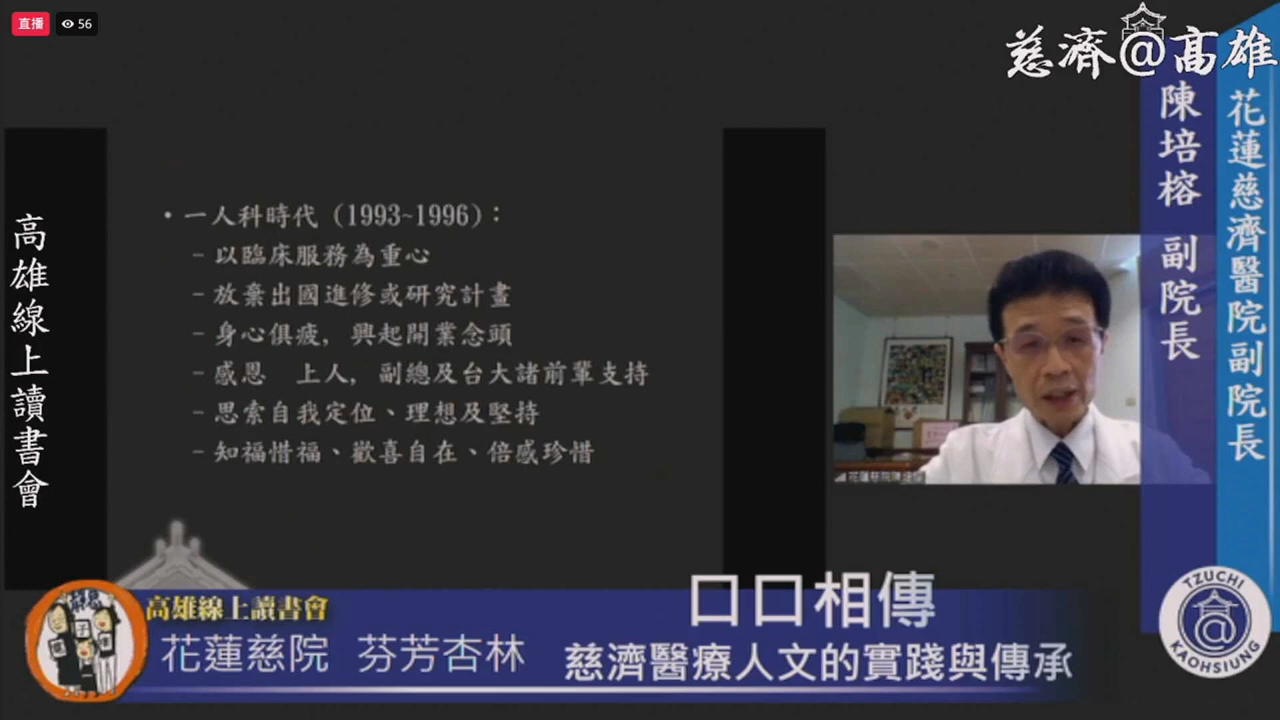 直播
56
慈濟@高雄
花蓮慈濟醫院副院長
陳培榕 副院長
高雄線上讀書會
• 一人科時代（1993~1996）：
– 以臨床服務為重心
– 放棄出國進修或研究計畫
– 身心俱疲，興起開業念頭
– 感恩 上人，副總及台大諸前輩支持
– 思索自我定位、理想及堅持
– 知福惜福、歡喜自在、倍感珍惜
高雄線上讀書會
花蓮慈院 芬芳杏林
口口相傳
慈濟醫療人文的實踐與傳承
TZUCHI
@
KAOHSIUNG